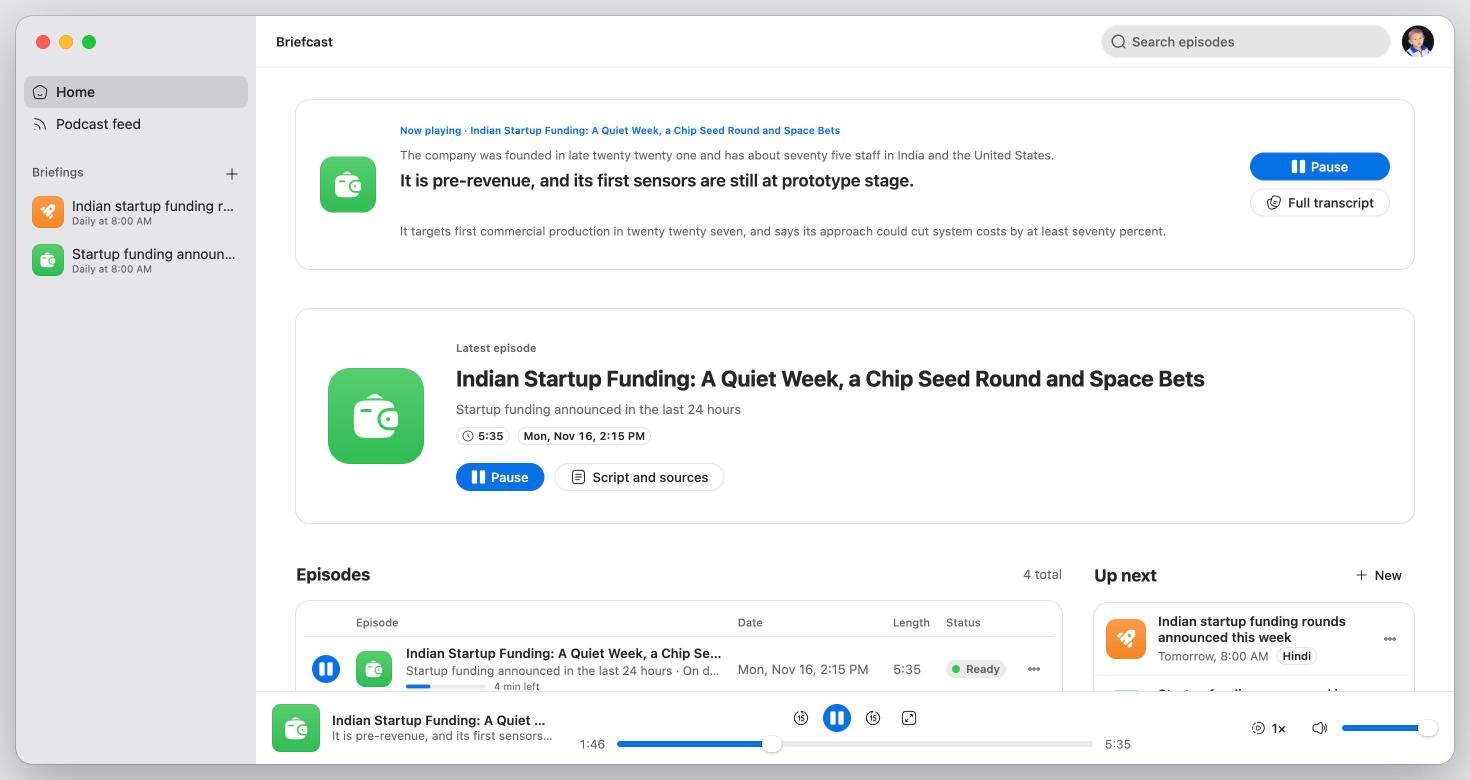 Briefcast
Search episodes
Home
Podcast feed
Briefings
Indian startup funding r...
Daily at 8:00 AM
Startup funding announ...
Daily at 8:00 AM
Now playing · Indian Startup Funding: A Quiet Week, a Chip Seed Round and Space Bets
The company was founded in late twenty twenty one and has about seventy five staff in India and the United States.
It is pre-revenue, and its first sensors are still at prototype stage.
It targets first commercial production in twenty twenty seven, and says its approach could cut system costs by at least seventy percent.
Pause
Full transcript
Latest episode
Indian Startup Funding: A Quiet Week, a Chip Seed Round and Space Bets
Startup funding announced in the last 24 hours
5:35 Mon, Nov 16, 2:15 PM
Pause Script and sources
Episodes 4 total
Episode Date Length Status
Indian Startup Funding: A Quiet Week, a Chip Se...
Startup funding announced in the last 24 hours · On d...
4 min left
Mon, Nov 16, 2:15 PM 5:35 Ready
Up next + New
Indian startup funding rounds
announced this week
Tomorrow, 8:00 AM Hindi
Indian Startup Funding: A Quiet ...
It is pre-revenue, and its first sensors...
15 15
1:46 5:35
1x